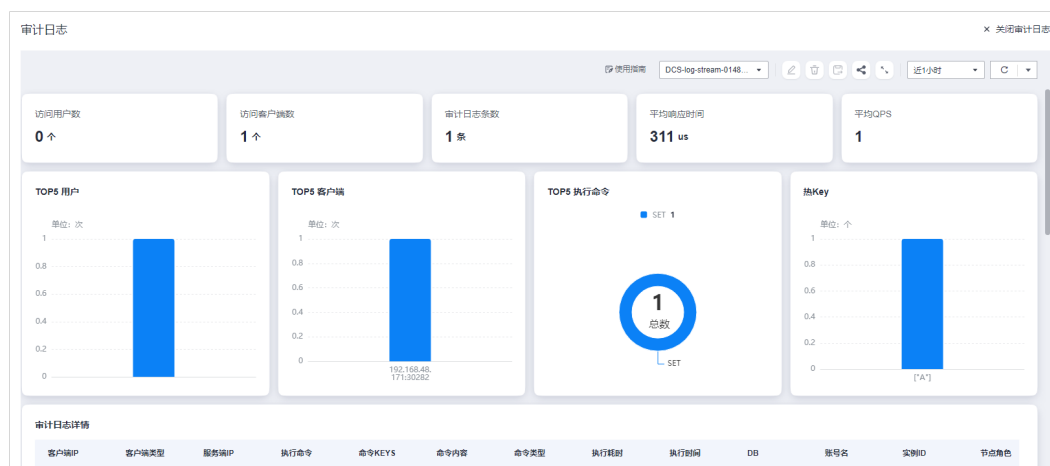 审计日志
× 关闭审计日志
使用指南 DCS-log-stream-0148... 近1小时
访问用户数 访问客户端数 审计日志条数 平均响应时间 平均QPS
0 个 1 个 1 条 311 us 1
TOP5 用户
单位：次
1
0.8
0.6
0.4
0.2
0
TOP5 客户端
单位：次
1
0.8
0.6
0.4
0.2
0
192.168.48.
171:30282
TOP5 执行命令
SET 1
1
总数
SET
热Key
单位：个
1
0.8
0.6
0.4
0.2
0
["A"]
审计日志详情
客户端IP 客户端类型 服务端IP 执行命令 命令KEYS 命令内容 命令类型 执行耗时 执行时间 DB 账号名 实例ID 节点角色